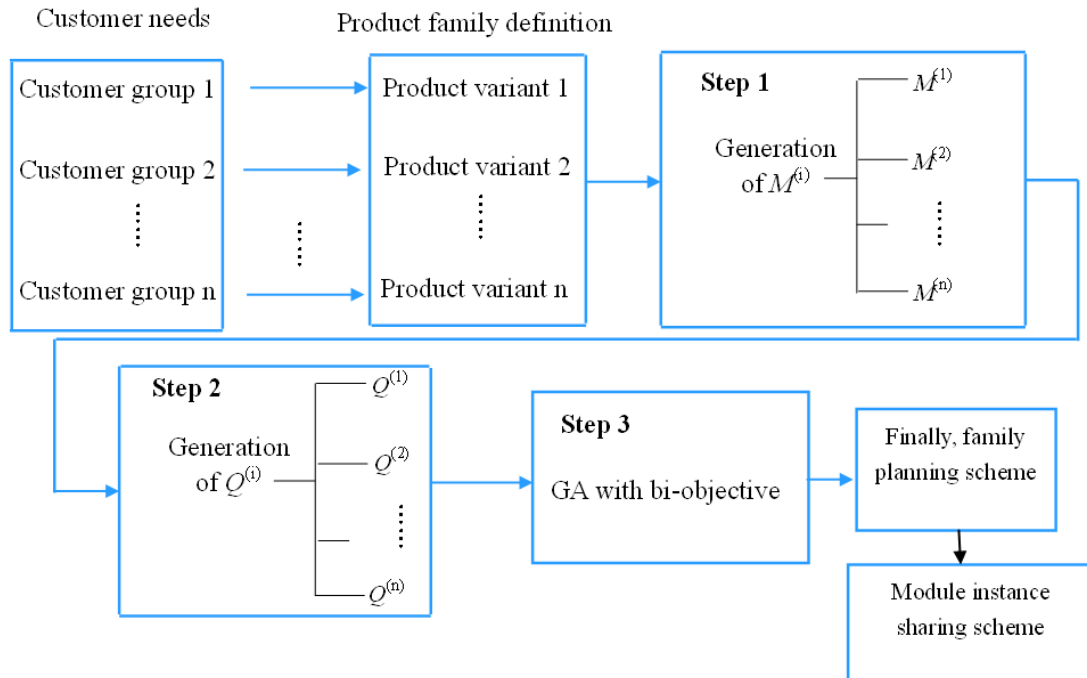 Customer needs
Product family definition
Customer group 1
Customer group 2
Customer group n
Product variant 1
Product variant 2
Product variant n
Step 1
Generation
of M(i)
M(1)
M(2)
M(n)
Step 2
Generation
of Q(i)
Q(1)
Q(2)
Q(n)
Step 3
GA with bi-objective
Finally, family
planning scheme
Module instance
sharing scheme